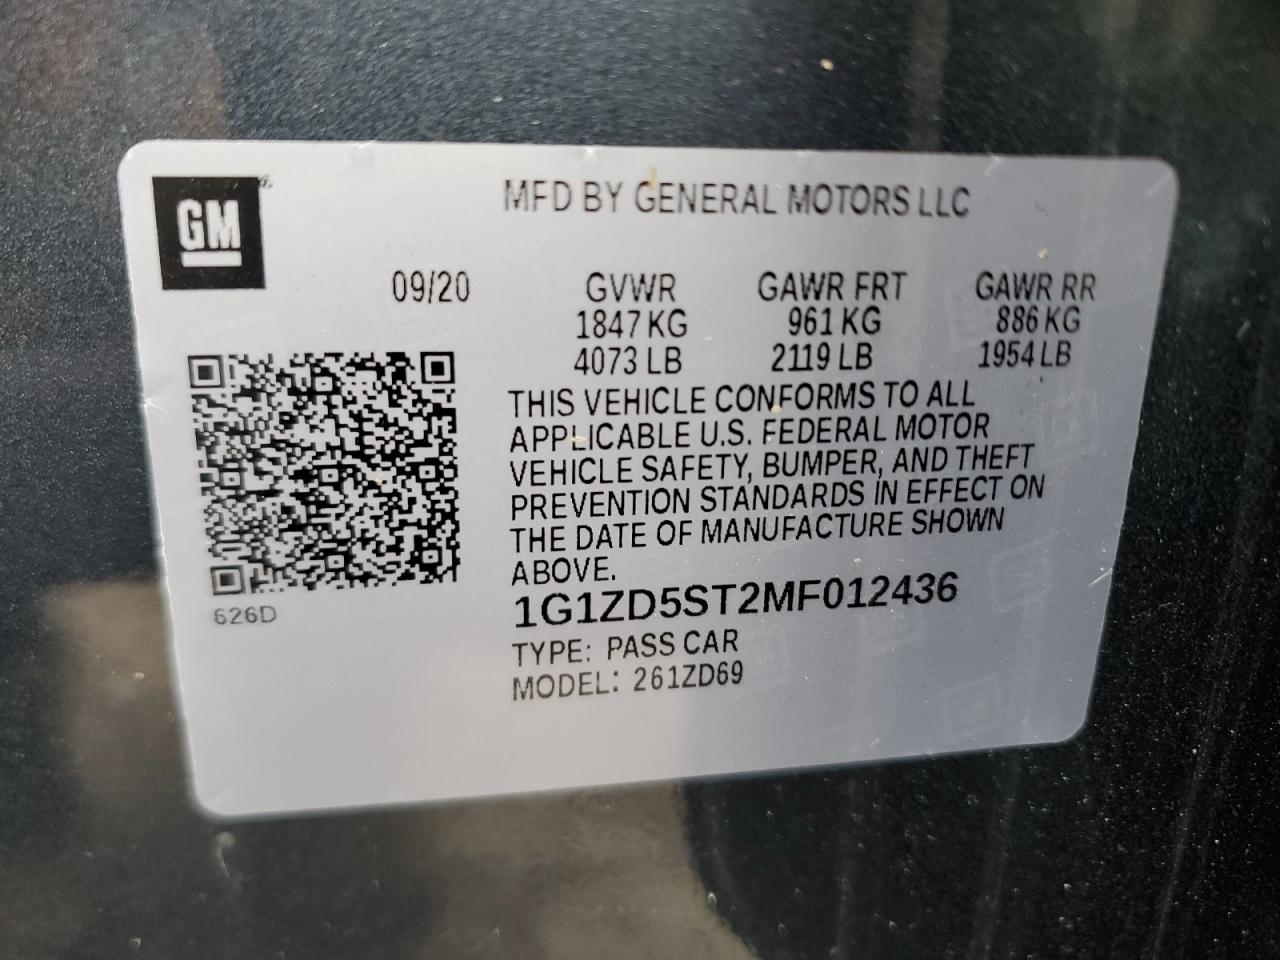 GM
MFD BY GENERAL MOTORS LLC
09/20 GVWR GAWR FRT GAWR RR
1847 KG 961 KG 886 KG
4073 LB 2119 LB 1954 LB
THIS VEHICLE CONFORMS TO ALL
APPLICABLE U.S. FEDERAL MOTOR
VEHICLE SAFETY, BUMPER, AND THEFT
PREVENTION STANDARDS IN EFFECT ON
THE DATE OF MANUFACTURE SHOWN
ABOVE.
626D
1G1ZD5ST2MF012436
TYPE: PASS CAR
MODEL: 261ZD69